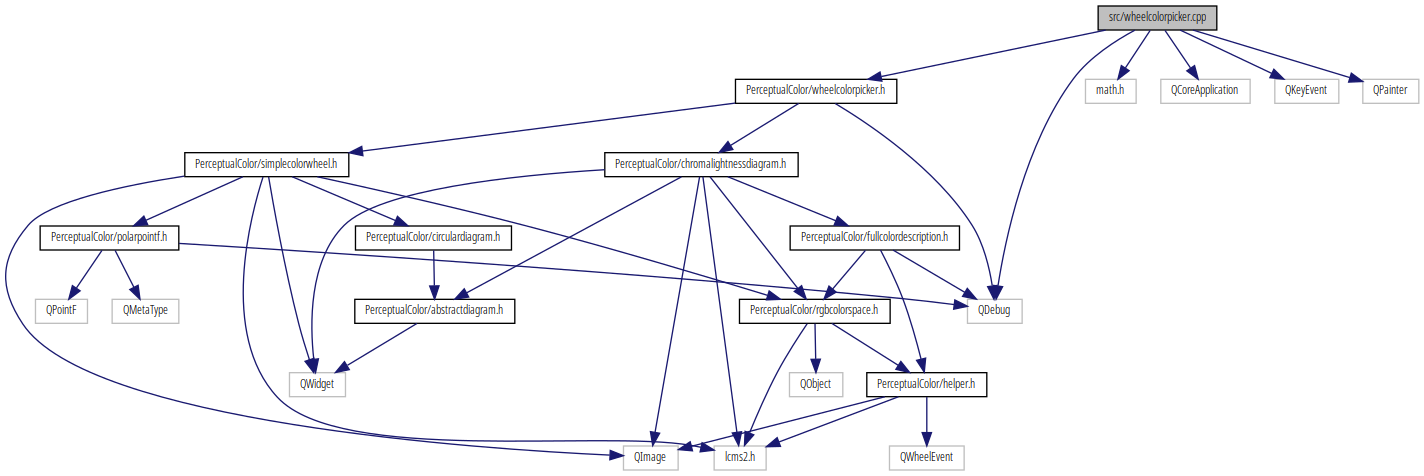 src/wheelcolorpicker.cpp
PerceptualColor/wheelcolorpicker.h
math.h
QCoreApplication
QKeyEvent
QPainter
PerceptualColor/simplecolorwheel.h
PerceptualColor/chromalightnessdiagram.h
PerceptualColor/polarpointf.h
PerceptualColor/circulardiagram.h
PerceptualColor/fullcolordescription.h
QPointF
QMetaType
PerceptualColor/abstractdiagram.h
PerceptualColor/rgbcolorspace.h
QDebug
QWidget
QObject
PerceptualColor/helper.h
QImage
lcms2.h
QWheelEvent